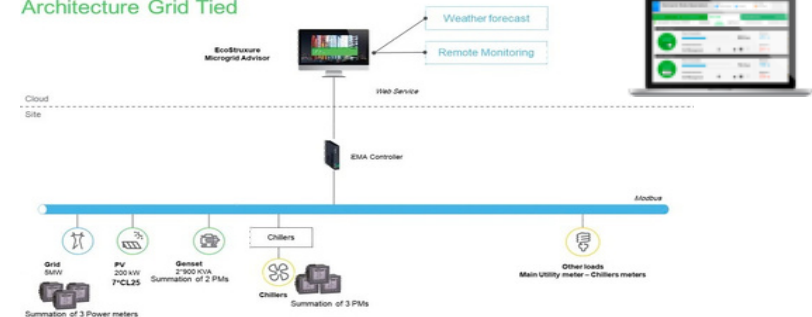 Architecture Grid Tied
Weather forecast
EcoStruxure
Microgrid Advisor
Remote Monitoring
Web Service
Cloud
Site
EMA Controller
Modbus
Chillers
Grid
5MW
PV
200 kW
7*CL25
Genset
2*900 KVA
Summation of 2 PMs
Chillers
Other loads
Main Utility meter – Chillers meters
Summation of 3 PMs
Summation of 3 Power meters